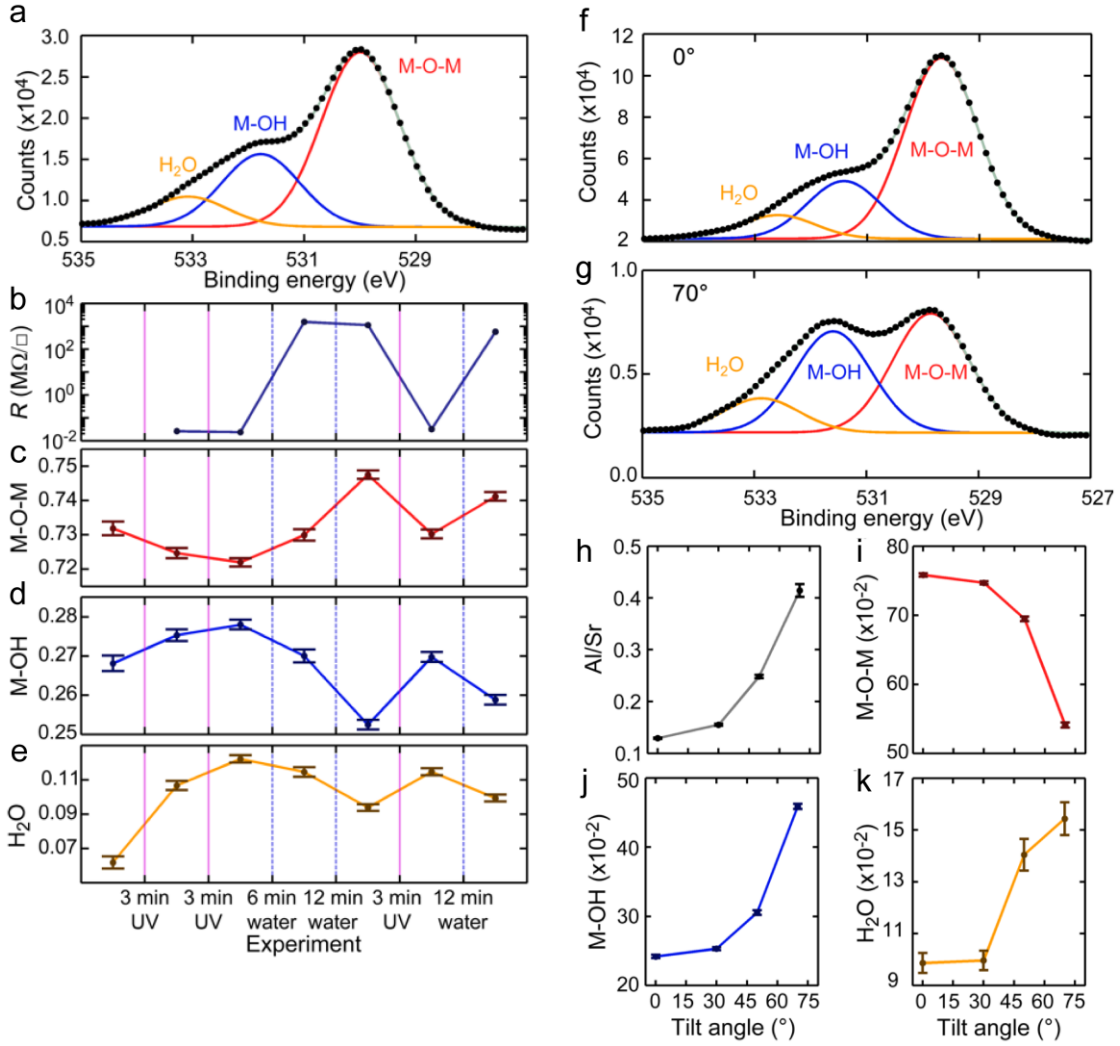 a
3.0
2.5
2.0
1.5
1.0
0.5
Counts (x10⁴)
M-O-M
M-OH
H₂O
535
533
531
529
Binding energy (eV)
b
10⁴
10²
10⁰
10⁻²
R (MΩ/□)
c
0.75
0.74
0.73
0.72
M-O-M
d
0.28
0.27
0.26
0.25
M-OH
e
0.11
0.09
0.07
H₂O
3 min 3 min 6 min 12 min 3 min 12 min
UV UV water water UV water
Experiment
f
0°
12
10
8
6
4
2
Counts (x10⁴)
M-O-M
M-OH
H₂O
g
70°
1.0
0.5
0.0
Counts (x10⁴)
H₂O
M-OH
M-O-M
535
533
531
529
527
Binding energy (eV)
h
0.5
0.4
0.3
0.2
0.1
Al/Sr
i
80
70
60
50
M-O-M (x10⁻²)
j
50
40
30
20
M-OH (x10⁻²)
0 15 30 45 60 75
Tilt angle (°)
k
17
15
13
11
9
H₂O (x10⁻²)
0 15 30 45 60 75
Tilt angle (°)